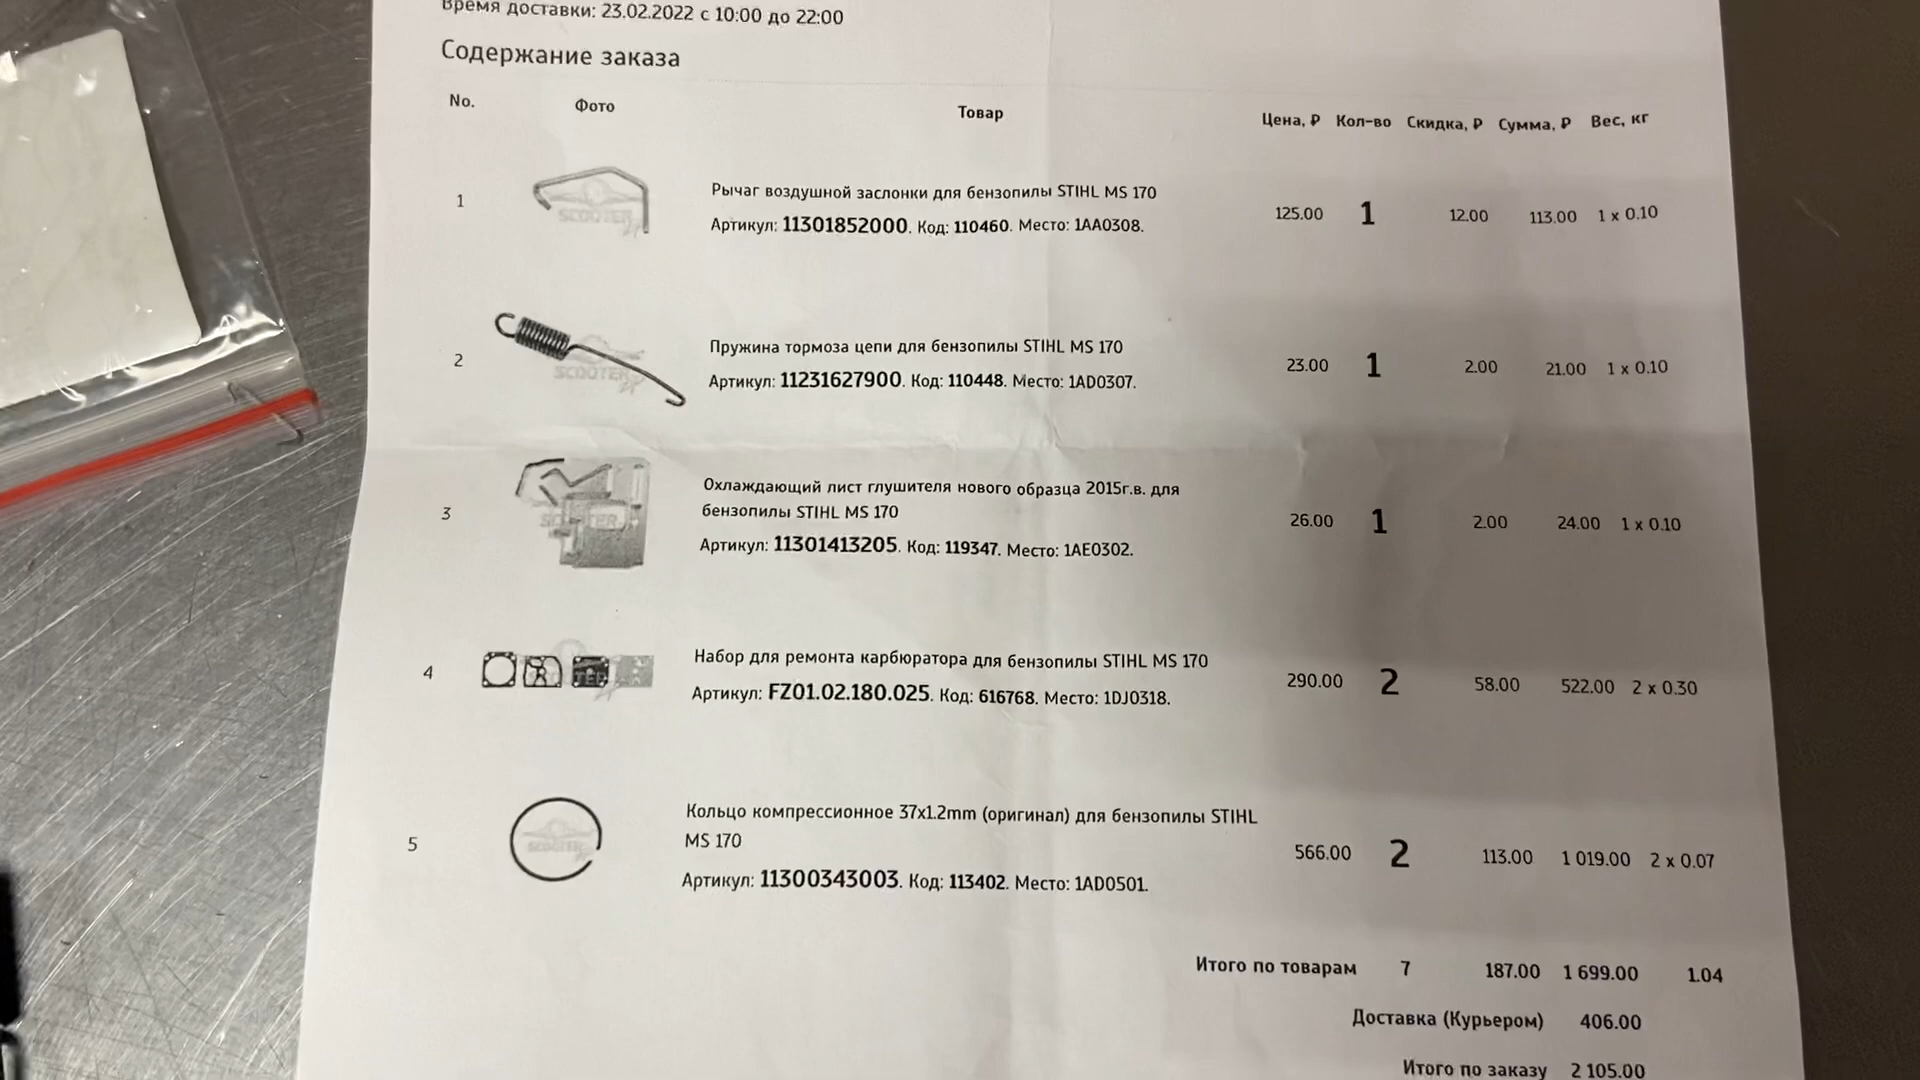 Время доставки: 23.02.2022 с 10:00 до 22:00
Содержание заказа
No. Фото Товар Цена, ₽ Кол-во Скидка, ₽ Сумма, ₽ Вес, кг
1 Рычаг воздушной заслонки для бензопилы STIHL MS 170
Артикул: 11301852000. Код: 110460. Место: 1AA0308. 125.00 1 12.00 113.00 1 x 0.10
SCOOTER
2 Пружина тормоза цепи для бензопилы STIHL MS 170
Артикул: 11231627900. Код: 110448. Место: 1AD0307. 23.00 1 2.00 21.00 1 x 0.10
SCOOTER
3 Охлаждающий лист глушителя нового образца 2015г.в. для
бензопилы STIHL MS 170 26.00 1 2.00 24.00 1 x 0.10
Артикул: 11301413205. Код: 119347. Место: 1AE0302.
4 Набор для ремонта карбюратора для бензопилы STIHL MS 170
Артикул: FZ01.02.180.025. Код: 616768. Место: 1DJ0318. 290.00 2 58.00 522.00 2 x 0.30
5 Кольцо компрессионное 37x1.2mm (оригинал) для бензопилы STIHL
MS 170 566.00 2 113.00 1 019.00 2 x 0.07
SCOOTER
Артикул: 11300343003. Код: 113402. Место: 1AD0501.
Итого по товарам 7 187.00 1 699.00 1.04
Доставка (Курьером) 406.00
Итого по заказу 2 105.00